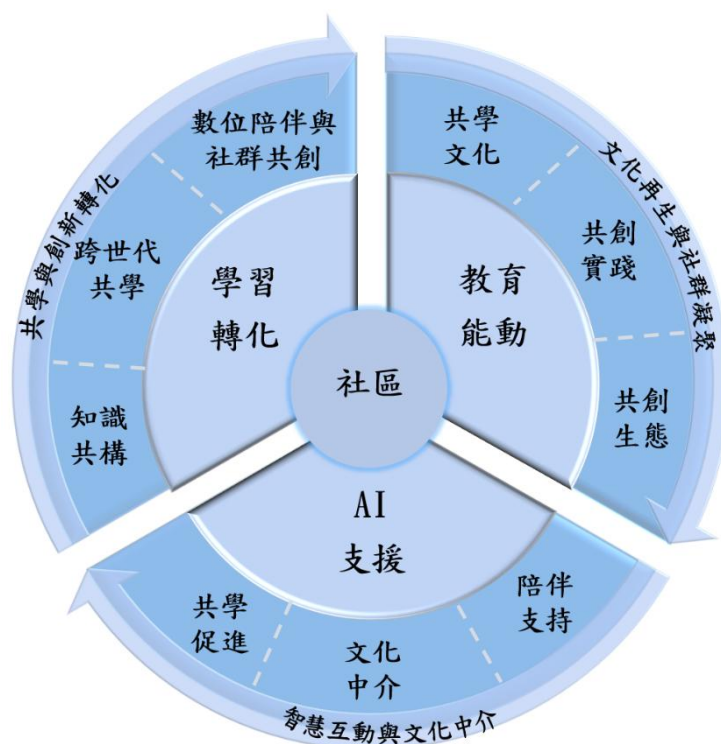 數位陪伴與
社群共創
跨世代
共學
知識
共構
共學與創新轉化
學習
轉化
共學
文化
共創
實踐
共創
生態
文化再生與社群凝聚
教育
能動
社區
AI
支援
共學
促進
文化
中介
陪伴
支持
智慧互動與文化中介